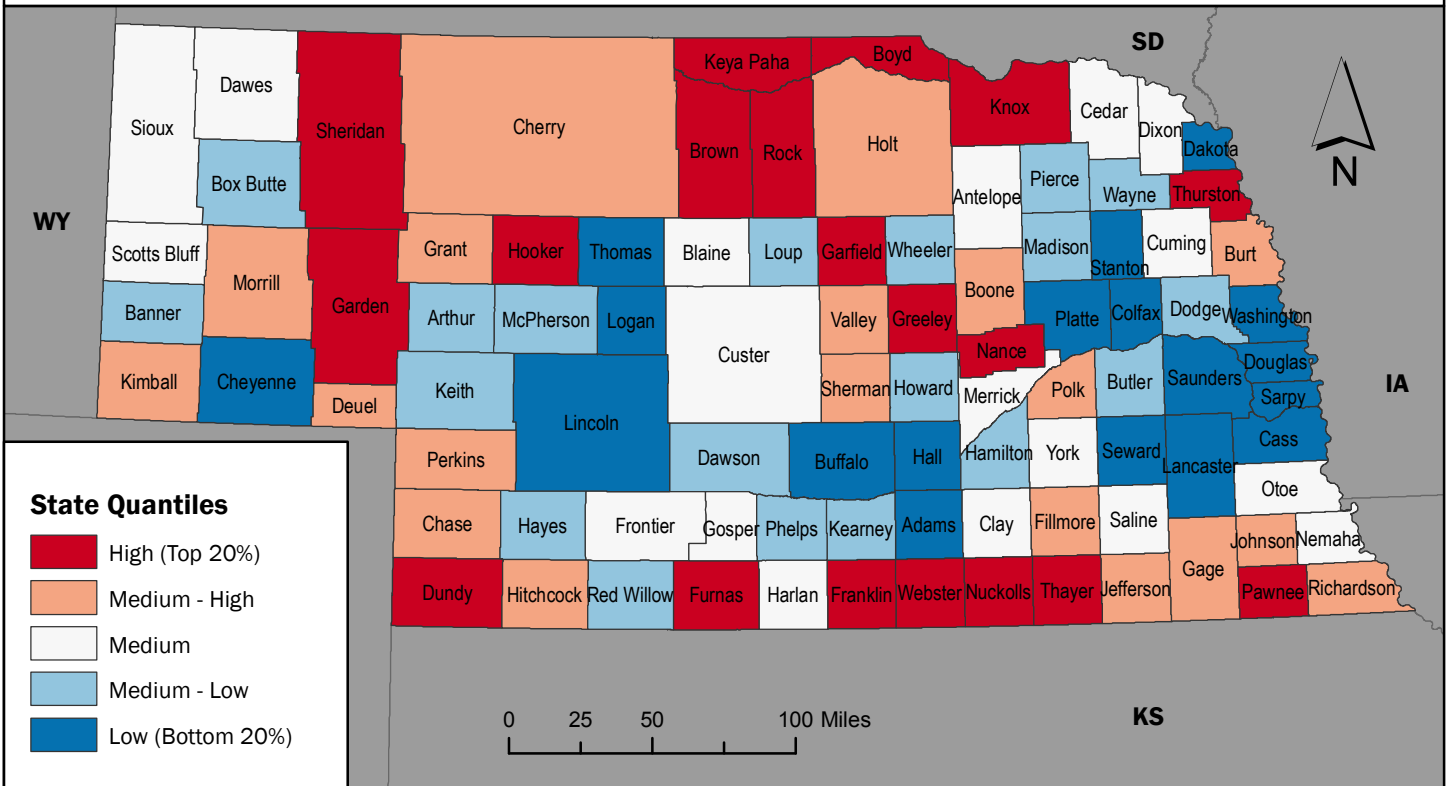 SD
Keya Paha
Boyd
Dawes
Knox
Cedar
Sioux
Sheridan
Cherry
Dixon
Brown
Rock
Holt
Dakota
N
Box Butte
Pierce
Wayne
Thurston
Antelope
WY
Scotts Bluff
Grant
Hooker
Thomas
Blaine
Loup
Garfield
Wheeler
Madison
Stanton
Cuming
Burt
Morrill
Garden
Boone
Banner
Arthur
McPherson
Logan
Valley
Greeley
Platte
Colfax
Dodge
Washington
Custer
Nance
Kimball
Cheyenne
Deuel
Keith
Sherman
Howard
Merrick
Polk
Butler
Saunders
Douglas
Sarpy
IA
Lincoln
Perkins
Dawson
Buffalo
Hall
Hamilton
York
Seward
Lancaster
Cass
Otoe
Chase
Hayes
Frontier
Gosper
Phelps
Kearney
Adams
Clay
Fillmore
Saline
Johnson
Nemaha
Gage
Dundy
Hitchcock
Red Willow
Furnas
Harlan
Franklin
Webster
Nuckolls
Thayer
Jefferson
Pawnee
Richardson
State Quantiles
High (Top 20%)
Medium - High
Medium
Medium - Low
Low (Bottom 20%)
0 25 50 100 Miles
KS